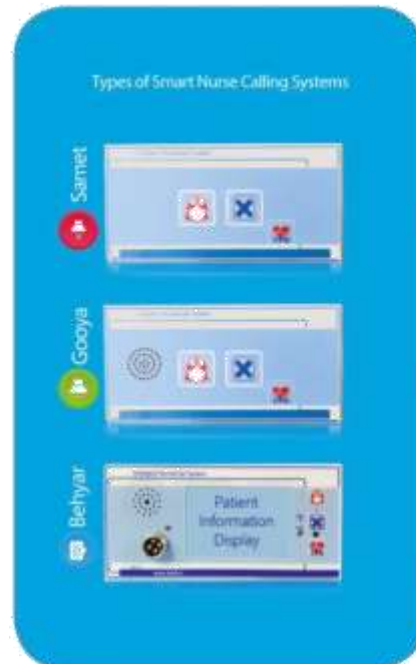 Types of Smart Nurse Calling Systems
Samet
Gooya
Behyar
Patient
Information
Display